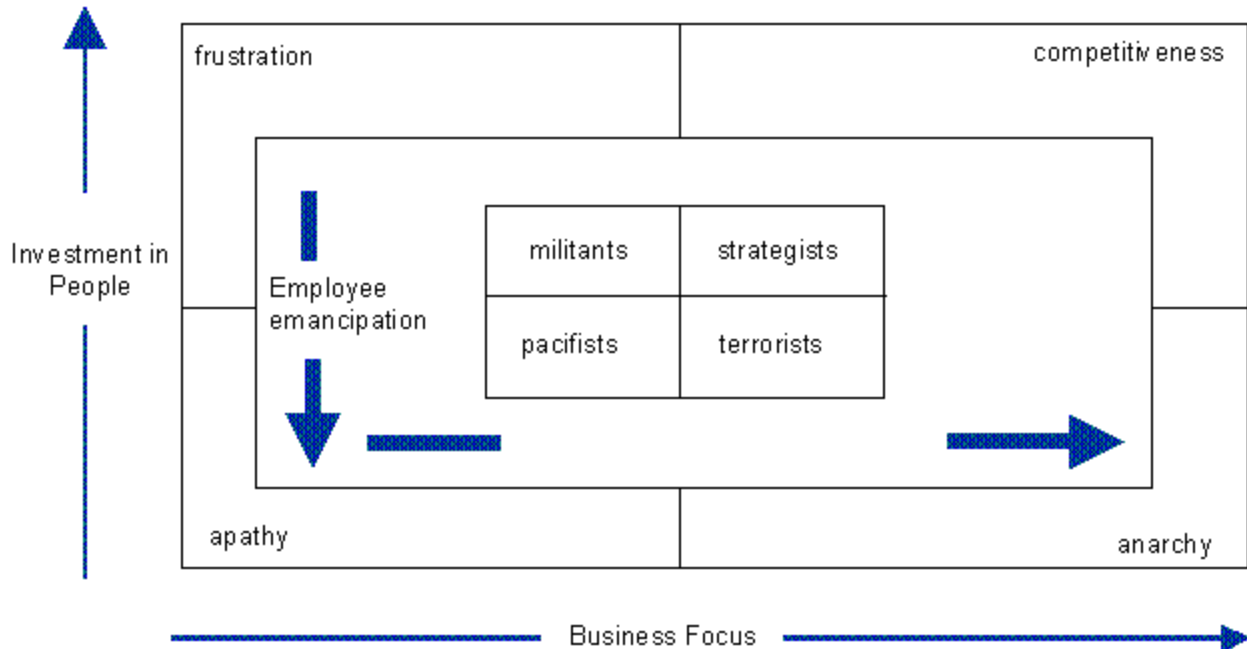 frustration
competitiveness
Investment in
People
militants
strategists
Employee
emancipation
pacifists
terrorists
apathy
anarchy
Business Focus